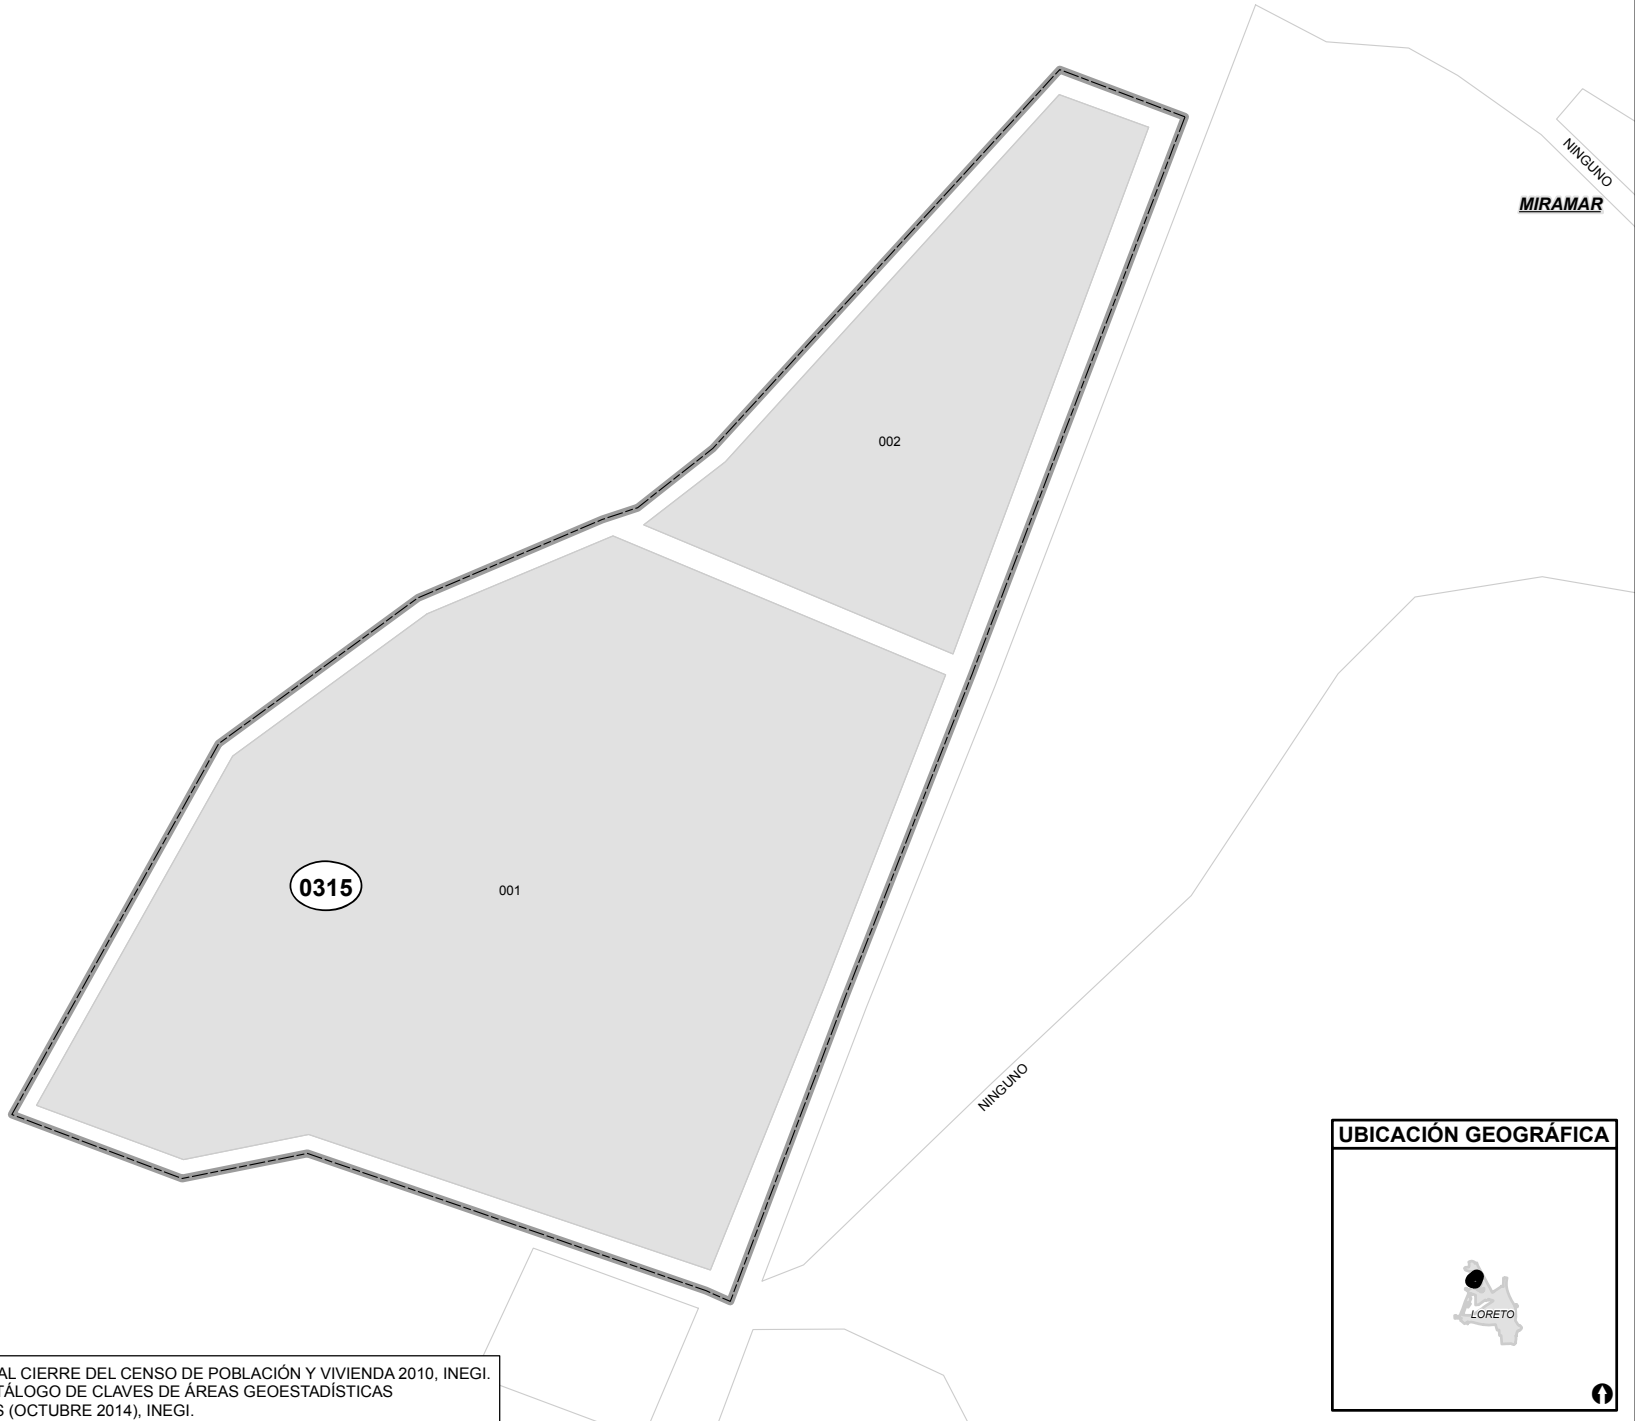 NINGUNO
MIRAMAR
002
0315
001
NINGUNO
UBICACIÓN GEOGRÁFICA
LORETO
AL CIERRE DEL CENSO DE POBLACIÓN Y VIVIENDA 2010, INEGI.
TÁLOGO DE CLAVES DE ÁREAS GEOESTADÍSTICAS
S (OCTUBRE 2014), INEGI.